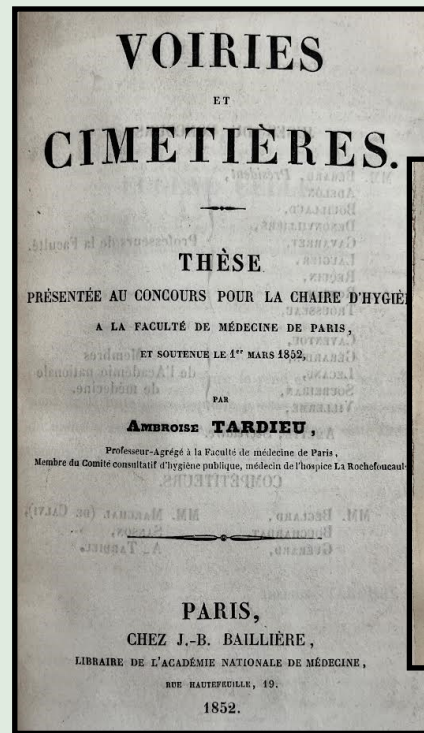 VOIRIES
ET
CIMETIÈRES.
THÈSE
PRÉSENTÉE AU CONCOURS POUR LA CHAIRE D'HYGIÈ
A LA FACULTÉ DE MÉDECINE DE PARIS,
ET SOUTENUE LE 1er MARS 1852,
PAR
AMBROISE TARDIEU,
Professeur-Agrégé à la Faculté de médecine de Paris,
Membre du Comité consultatif d'hygiène publique, médecin de l'hospice La Rochefoucaul
PARIS,
CHEZ J.-B. BAILLIÈRE,
LIBRAIRE DE L'ACADÉMIE NATIONALE DE MÉDECINE,
RUE HAUTEFEUILLE, 19.
1852.